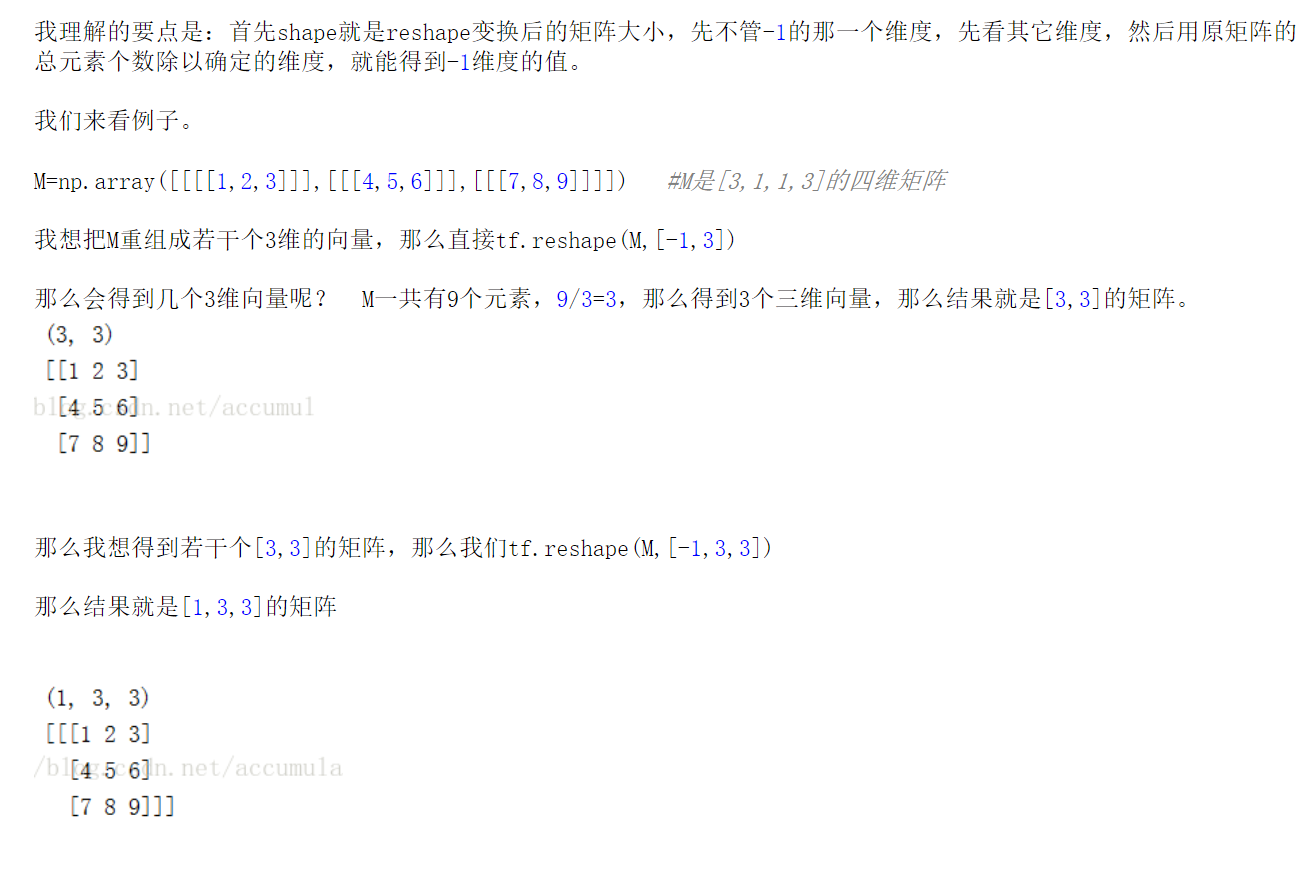 我理解的要点是：首先shape就是reshape变换后的矩阵大小，先不管-1的那一个维度，先看其它维度，然后用原矩阵的
总元素个数除以确定的维度，就能得到-1维度的值。
我们来看例子。
M=np.array([[[[1,2,3]]],[[[4,5,6]]],[[[7,8,9]]]])   #M是[3,1,1,3]的四维矩阵
我想把M重组成若干个3维的向量，那么直接tf.reshape(M,[-1,3])
那么会得到几个3维向量呢？  M一共有9个元素，9/3=3，那么得到3个三维向量，那么结果就是[3,3]的矩阵。
(3, 3)
[[1 2 3]
[4 5 6]
blog.csdn.net/accumul
[7 8 9]]
那么我想得到若干个[3,3]的矩阵，那么我们tf.reshape(M,[-1,3,3])
那么结果就是[1,3,3]的矩阵
(1, 3, 3)
[[[1 2 3]
[4 5 6]
/blog.csdn.net/accumula
[7 8 9]]]